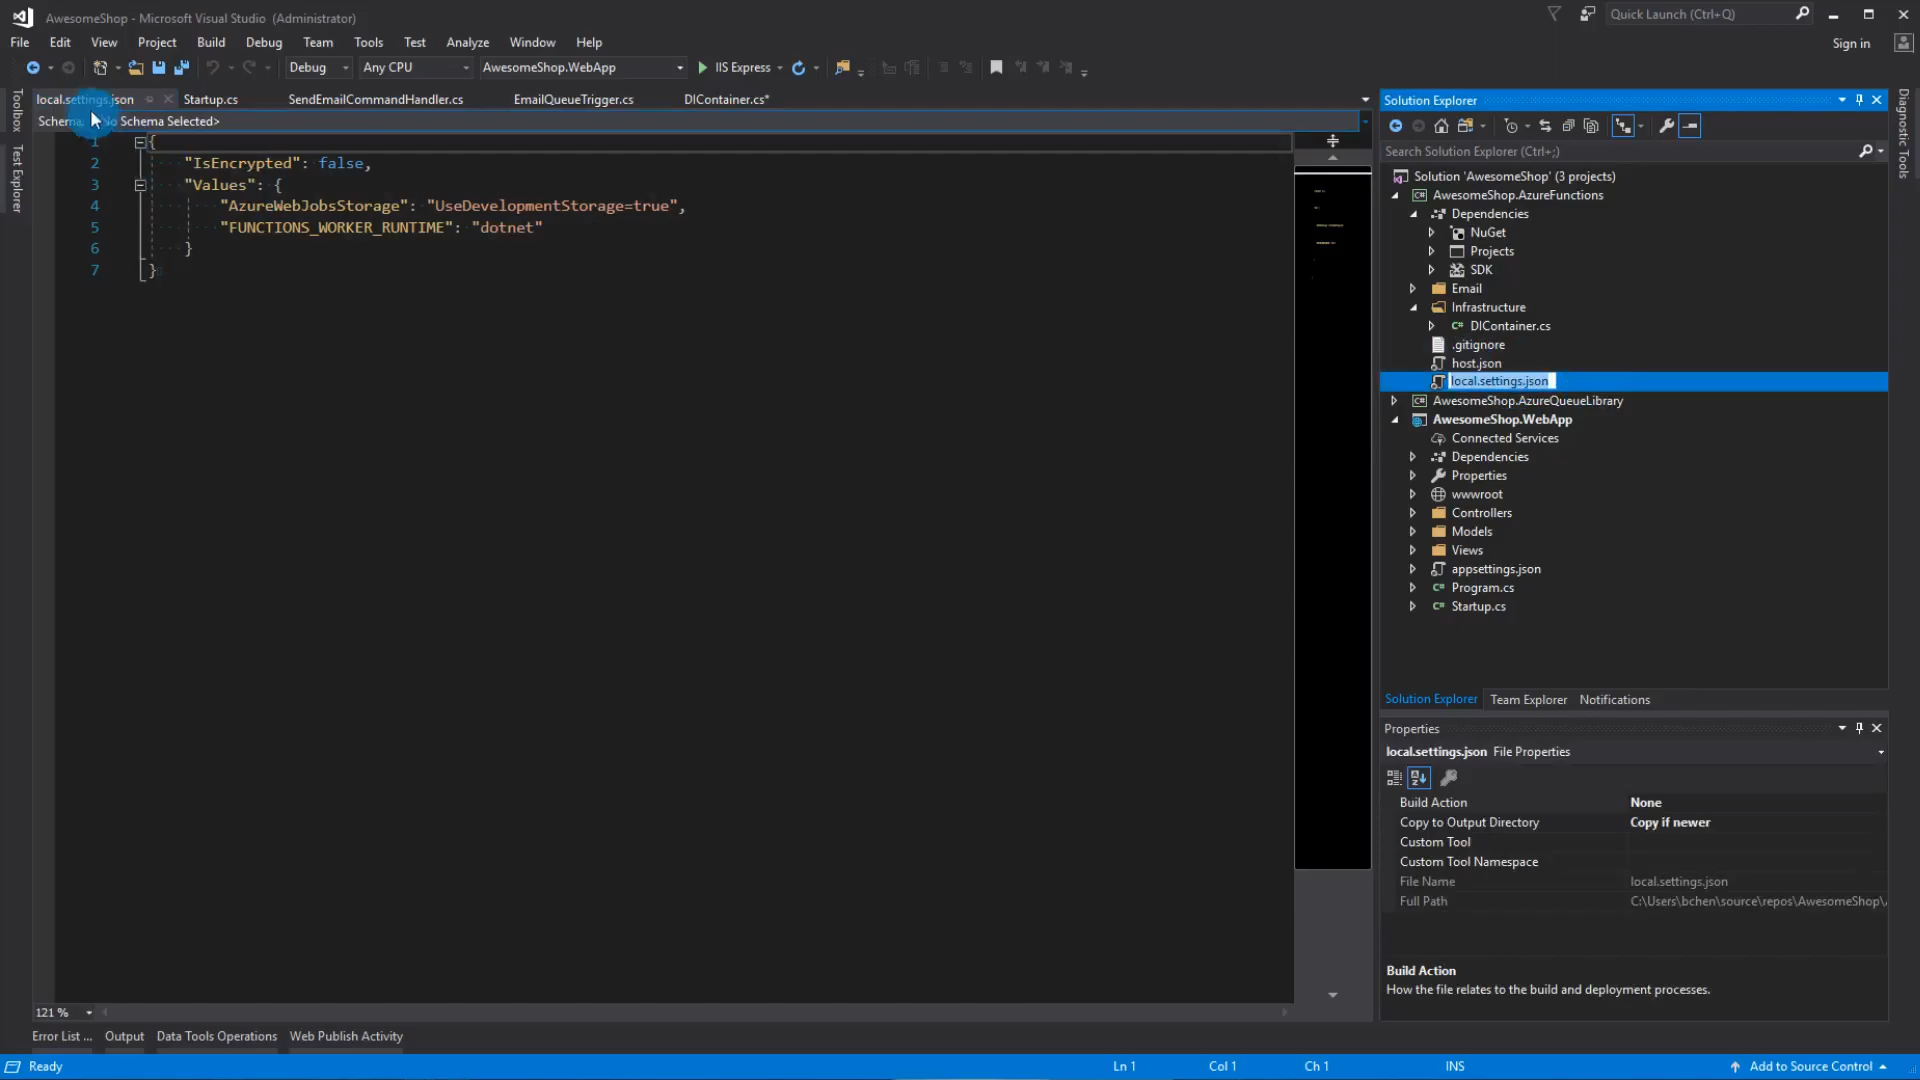 AwesomeShop - Microsoft Visual Studio (Administrator)
Quick Launch (Ctrl+Q)
File Edit View Project Build Debug Team Tools Test Analyze Window Help
Sign in
Debug Any CPU AwesomeShop.WebApp IIS Express
Toolbox
Test Explorer
local.settings.json Startup.cs SendEmailCommandHandler.cs EmailQueueTrigger.cs DIContainer.cs*
Schema: Schema Selected>
1 {
2 "IsEncrypted": false,
3 "Values": {
4 "AzureWebJobsStorage": "UseDevelopmentStorage=true",
5 "FUNCTIONS_WORKER_RUNTIME": "dotnet"
6 }
7 }
Solution Explorer
Search Solution Explorer (Ctrl+;)
Solution 'AwesomeShop' (3 projects)
AwesomeShop.AzureFunctions
Dependencies
NuGet
Projects
SDK
Email
Infrastructure
C# DIContainer.cs
.gitignore
host.json
local.settings.json
AwesomeShop.AzureQueueLibrary
AwesomeShop.WebApp
Connected Services
Dependencies
Properties
wwwroot
Controllers
Models
Views
appsettings.json
C# Program.cs
C# Startup.cs
Solution Explorer Team Explorer Notifications
Properties
local.settings.json File Properties
Build Action None
Copy to Output Directory Copy if newer
Custom Tool
Custom Tool Namespace
File Name local.settings.json
Full Path C:\Users\bchen\source\repos\AwesomeShop\
Build Action
How the file relates to the build and deployment processes.
Diagnostic Tools
121 %
Error List ... Output Data Tools Operations Web Publish Activity
Ready Ln 1 Col 1 Ch 1 INS Add to Source Control